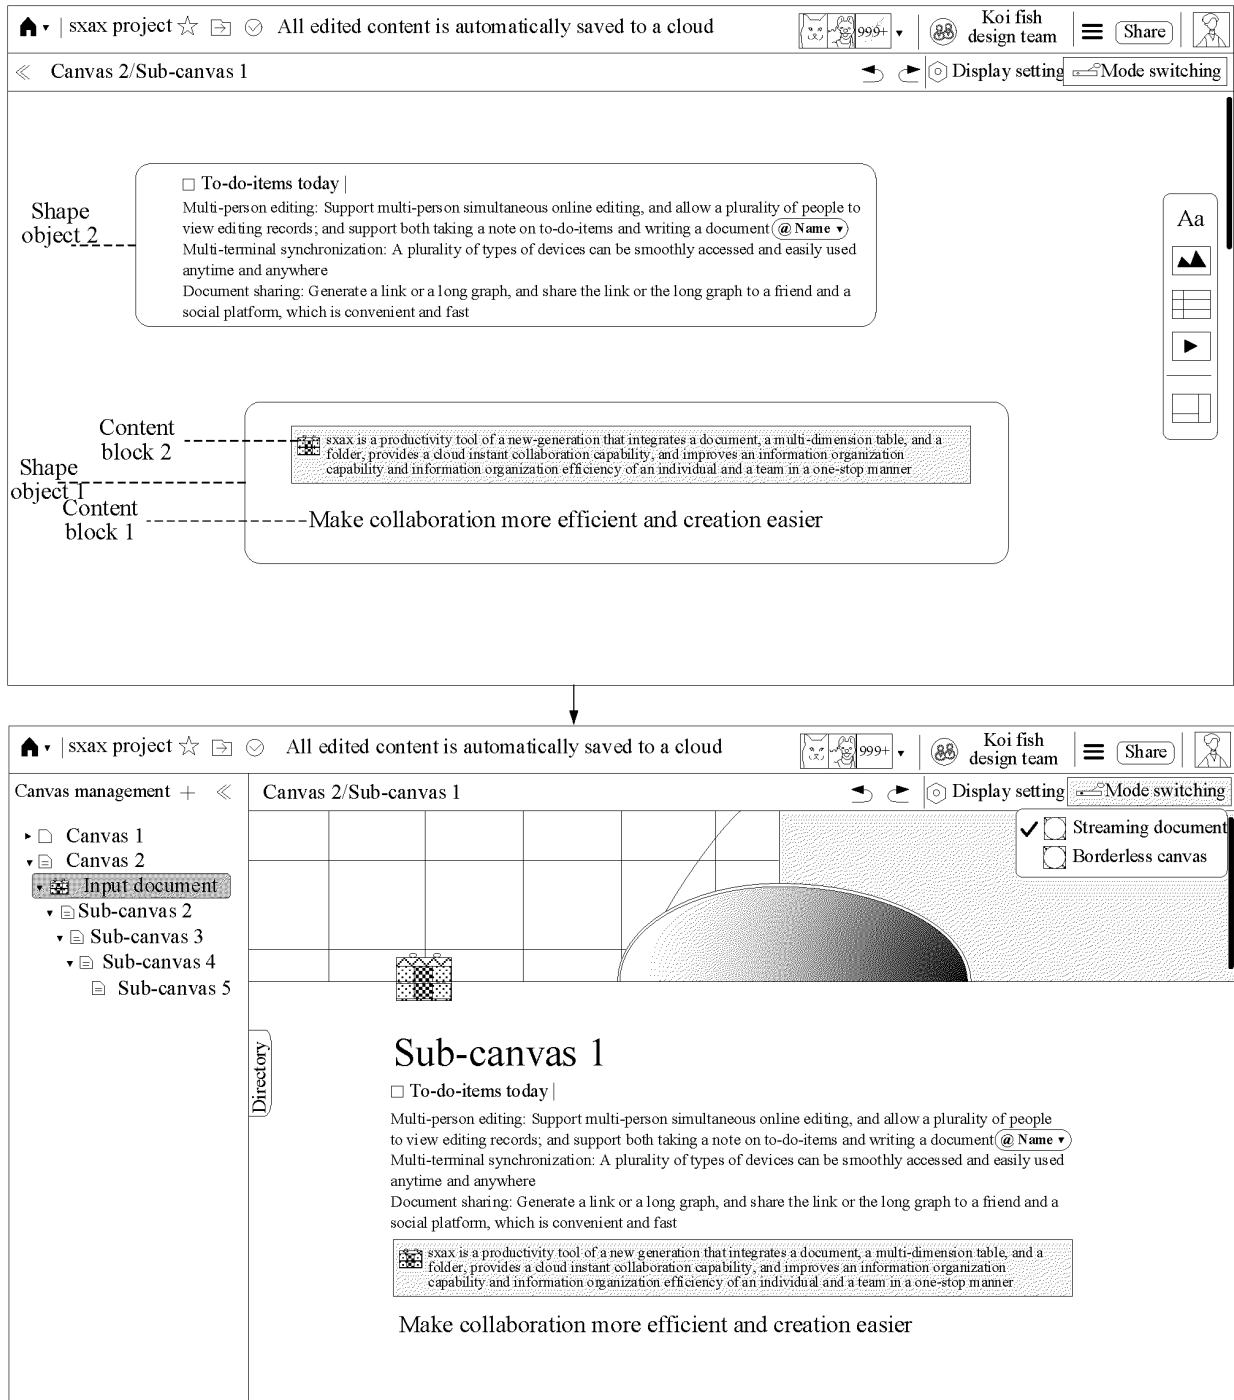 sxax project
All edited content is automatically saved to a cloud
999+
Koi fish
design team
Share
Canvas 2/Sub-canvas 1
Display setting
Mode switching
To-do-items today
Multi-person editing: Support multi-person simultaneous online editing, and allow a plurality of people to
view editing records; and support both taking a note on to-do-items and writing a document @ Name
Multi-terminal synchronization: A plurality of types of devices can be smoothly accessed and easily used
anytime and anywhere
Document sharing: Generate a link or a long graph, and share the link or the long graph to a friend and a
social platform, which is convenient and fast
Shape
object 2
Aa
Content
block 2
sxax is a productivity tool of a new-generation that integrates a document, a multi-dimension table, and a
folder, provides a cloud instant collaboration capability, and improves an information organization
capability and information organization efficiency of an individual and a team in a one-stop manner
Shape
object 1
Content
block 1
Make collaboration more efficient and creation easier
sxax project
All edited content is automatically saved to a cloud
999+
Koi fish
design team
Share
Canvas management
Canvas 2/Sub-canvas 1
Display setting
Mode switching
Streaming document
Borderless canvas
Canvas 1
Canvas 2
Input document
Sub-canvas 2
Sub-canvas 3
Sub-canvas 4
Sub-canvas 5
Directory
Sub-canvas 1
To-do-items today
Multi-person editing: Support multi-person simultaneous online editing, and allow a plurality of people
to view editing records; and support both taking a note on to-do-items and writing a document @ Name
Multi-terminal synchronization: A plurality of types of devices can be smoothly accessed and easily used
anytime and anywhere
Document sharing: Generate a link or a long graph, and share the link or the long graph to a friend and a
social platform, which is convenient and fast
sxax is a productivity tool of a new generation that integrates a document, a multi-dimension table, and a
folder, provides a cloud instant collaboration capability, and improves an information organization
capability and information organization efficiency of an individual and a team in a one-stop manner
Make collaboration more efficient and creation easier